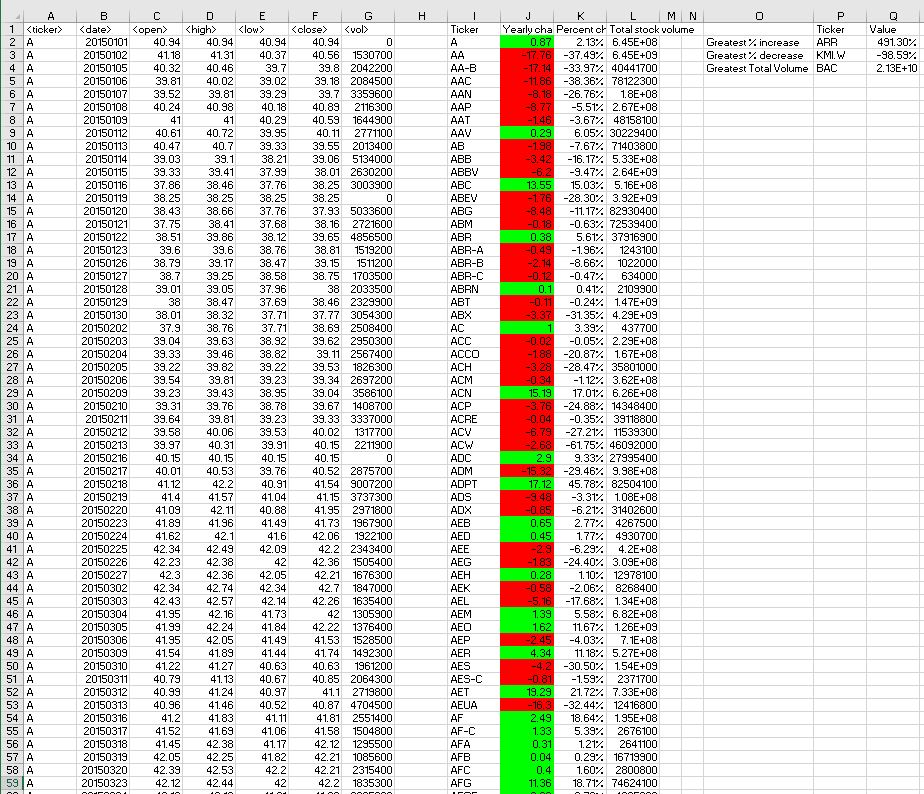 A B C D E F G H I J K L M N O P Q
1 <ticker> <date> <open> <high> <low> <close> <vol> Ticker Yearly cha Percent ch Total stock volume Ticker Value
2 A 20150101 40.94 40.94 40.94 40.94 0 A 0.87 2.13% 6.45E+08 Greatest % increase ARR 491.30%
3 A 20150102 41.18 41.31 40.37 40.56 1530700 AA -17.76 -37.49% 6.45E+08 Greatest % decrease KMI.W -98.59%
4 A 20150105 40.32 40.46 39.7 39.8 2042200 AA-B -17.14 -33.97% 40441700 Greatest Total Volume BAC 2.13E+10
5 A 20150106 39.81 40.02 39.02 39.18 2084500 AAC -11.86 -38.36% 78122300
6 A 20150107 39.52 39.81 39.29 39.7 3359600 AAN -8.18 -26.76% 1.8E+08
7 A 20150108 40.24 40.98 40.18 40.89 2116300 AAP -8.77 -5.51% 2.67E+08
8 A 20150109 41 41 40.29 40.59 1644900 AAT -1.46 -3.67% 48158100
9 A 20150112 40.61 40.72 39.95 40.11 2771100 AAV 0.29 6.05% 30229400
10 A 20150113 40.47 40.7 39.33 39.55 2013400 AB -1.98 -7.67% 71403800
11 A 20150114 39.03 39.1 38.21 39.06 5134000 ABB -3.42 -16.17% 5.33E+08
12 A 20150115 39.33 39.41 37.99 38.01 2630200 ABBV -6.2 -9.47% 2.64E+09
13 A 20150116 37.86 38.46 37.76 38.25 3003900 ABC 13.55 15.03% 5.16E+08
14 A 20150119 38.25 38.25 38.25 38.25 0 ABEV -1.76 -28.30% 3.92E+09
15 A 20150120 38.43 38.66 37.78 37.93 5033600 ABG -8.48 -11.17% 82330400
16 A 20150121 37.75 38.41 37.68 38.16 2721600 ABM -0.18 -0.63% 72539400
17 A 20150122 38.51 39.86 38.12 39.65 4856500 ABR 0.38 5.61% 37916900
18 A 20150123 39.6 39.6 38.76 38.81 1519200 ABR-A -0.49 -1.96% 1243100
19 A 20150126 38.79 39.17 38.47 39.15 1511200 ABR-B -2.14 -8.66% 1022000
20 A 20150127 38.7 39.25 38.61 38.75 1703500 ABR-C -0.12 -0.47% 634000
21 A 20150128 39.01 39.05 37.96 38 2033500 ABRN 0.1 0.41% 2109900
22 A 20150129 38 38.47 37.69 38.46 2329900 ABT -0.11 -0.24% 1.47E+09
23 A 20150130 38.01 38.32 37.71 37.77 3054300 ABX -3.37 -31.35% 4.29E+09
24 A 20150202 37.9 38.76 37.71 38.69 2508400 AC 1 3.39% 437700
25 A 20150203 39.04 39.63 38.92 39.62 2950300 ACC -0.02 -0.05% 2.29E+08
26 A 20150204 39.33 39.46 38.82 39.11 2567400 ACCO -1.88 -20.87% 1.67E+08
27 A 20150205 39.22 39.82 39.23 39.53 1826300 ACH -3.28 -28.47% 35801000
28 A 20150206 39.54 39.81 39.23 39.34 2697200 ACM -0.34 -1.12% 3.62E+08
29 A 20150209 39.23 39.43 38.98 39.04 3586100 ACN 15.19 17.01% 6.26E+08
30 A 20150210 39.31 39.76 38.78 39.67 1408700 ACP -3.76 -24.86% 14348400
31 A 20150211 39.64 39.81 39.23 39.33 3337000 ACRE -0.04 -0.35% 39118800
32 A 20150212 39.58 40.06 39.53 40.02 1317700 ACV -6.79 -27.21% 11539300
33 A 20150213 39.97 40.31 39.91 40.15 2211900 ACW -2.68 -61.75% 46092000
34 A 20150216 40.15 40.15 40.15 40.15 0 ADC 2.9 9.33% 27995400
35 A 20150217 40.01 40.53 39.76 40.52 2875700 ADM -15.32 -29.46% 9.98E+08
36 A 20150218 41.12 42.2 40.91 41.54 9007200 ADPT 17.12 45.78% 82504100
37 A 20150219 41.4 41.57 41.04 41.15 3737300 ADS -9.48 -3.31% 1.08E+08
38 A 20150220 41.09 42.11 40.88 41.95 2971800 ADX -0.85 -6.21% 31402600
39 A 20150223 41.89 41.96 41.49 41.73 1967900 AEB 0.65 2.77% 4267500
40 A 20150224 41.62 42.1 41.6 42.06 1922100 AED 0.45 1.77% 4930700
41 A 20150225 42.34 42.49 42.09 42.2 2343400 AEE -2.9 -6.29% 4.2E+08
42 A 20150226 42.23 42.38 42 42.36 1505400 AEG -1.83 -24.40% 3.09E+08
43 A 20150227 42.3 42.36 42.05 42.21 1676300 AEH 0.28 1.10% 12978100
44 A 20150302 42.34 42.74 42.34 42.7 1847000 AEK -0.58 -2.06% 8268400
45 A 20150303 42.43 42.57 42.14 42.26 1635400 AEL -5.16 -17.68% 1.34E+08
46 A 20150304 41.95 42.16 41.73 42 1305900 AEM 1.39 5.58% 6.82E+08
47 A 20150305 41.99 42.24 41.84 42.22 1376400 AEO 1.62 11.67% 1.26E+09
48 A 20150306 41.95 42.05 41.49 41.53 1528500 AEP -2.45 -4.03% 7.1E+08
49 A 20150309 41.54 41.89 41.44 41.74 1492300 AER 4.34 11.18% 5.27E+08
50 A 20150310 41.22 41.27 40.63 40.63 1961200 AES -4.2 -30.50% 1.54E+09
51 A 20150311 40.79 41.13 40.67 40.85 2064300 AES-C -0.81 -1.59% 2371700
52 A 20150312 40.99 41.24 40.97 41.1 2719800 AET 19.29 21.72% 7.33E+08
53 A 20150313 40.96 41.46 40.52 40.87 4704500 AEUA -16.3 -32.44% 12416800
54 A 20150316 41.2 41.83 41.11 41.81 2551400 AF 2.49 18.64% 1.95E+08
55 A 20150317 41.52 41.69 41.08 41.58 1504800 AF-C 1.33 5.39% 2676100
56 A 20150318 41.45 42.38 41.17 42.12 1295500 AFA 0.31 1.21% 2641100
57 A 20150319 42.05 42.25 41.82 42.21 1085600 AFB 0.04 0.29% 16719900
58 A 20150320 42.39 42.53 42.2 42.21 2315400 AFC 0.4 1.60% 2800800
59 A 20150323 42.12 42.44 42 42.2 1835300 AFG 11.36 18.71% 74624100